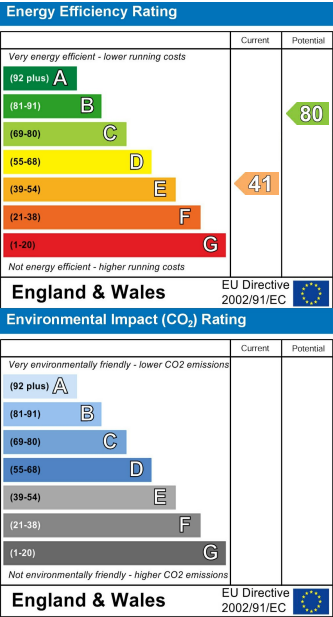 Energy Efficiency Rating
Current Potential
Very energy efficient - lower running costs
(92 plus) A
(81-91) B
(69-80) C
(55-68) D
(39-54) E
(21-38) F
(1-20) G
41
80
Not energy efficient - higher running costs
England & Wales
EU Directive
2002/91/EC
Environmental Impact (CO2) Rating
Current Potential
Very environmentally friendly - lower CO2 emissions
(92 plus) A
(81-91) B
(69-80) C
(55-68) D
(39-54) E
(21-38) F
(1-20) G
Not environmentally friendly - higher CO2 emissions
England & Wales
EU Directive
2002/91/EC